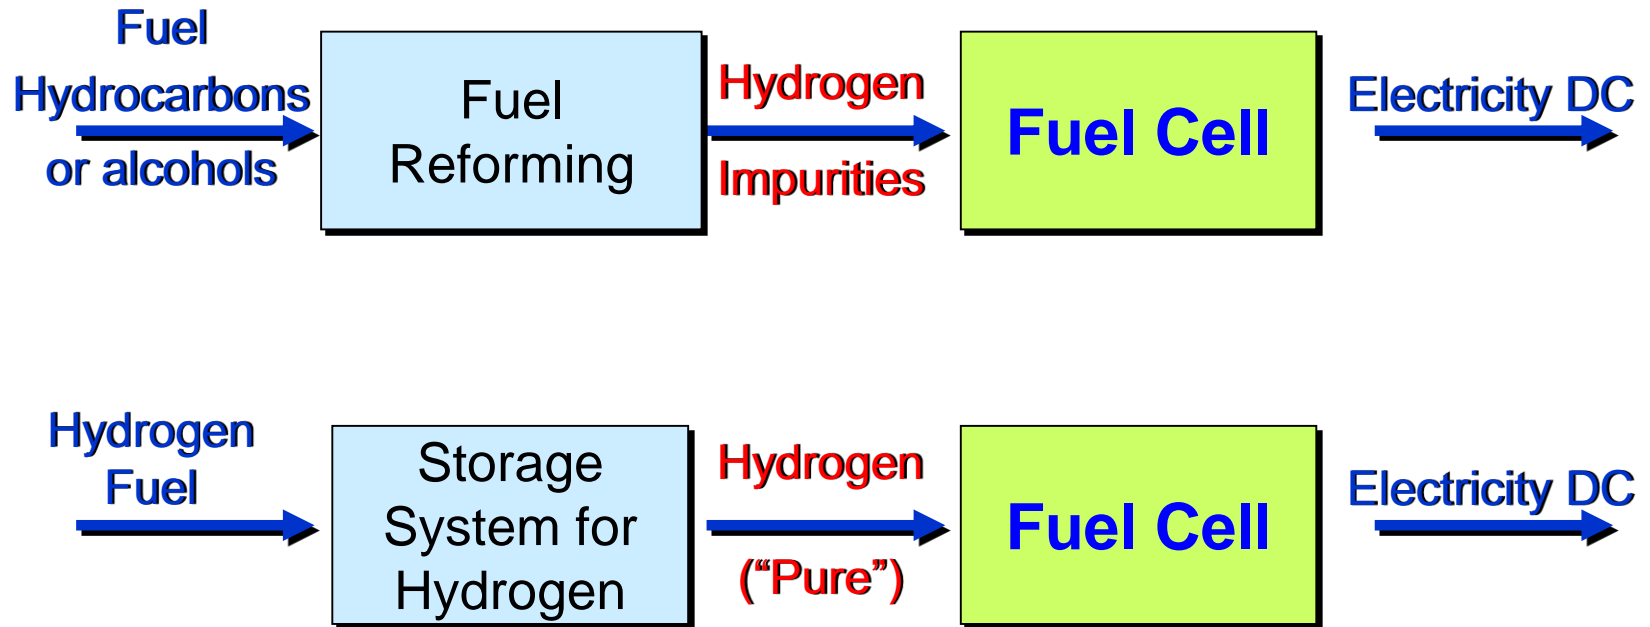 Fuel
Hydrocarbons
or alcohols
Fuel
Reforming
Hydrogen
Impurities
Fuel Cell
Electricity DC
Hydrogen
Fuel
Storage
System for
Hydrogen
Hydrogen
(“Pure”)
Fuel Cell
Electricity DC